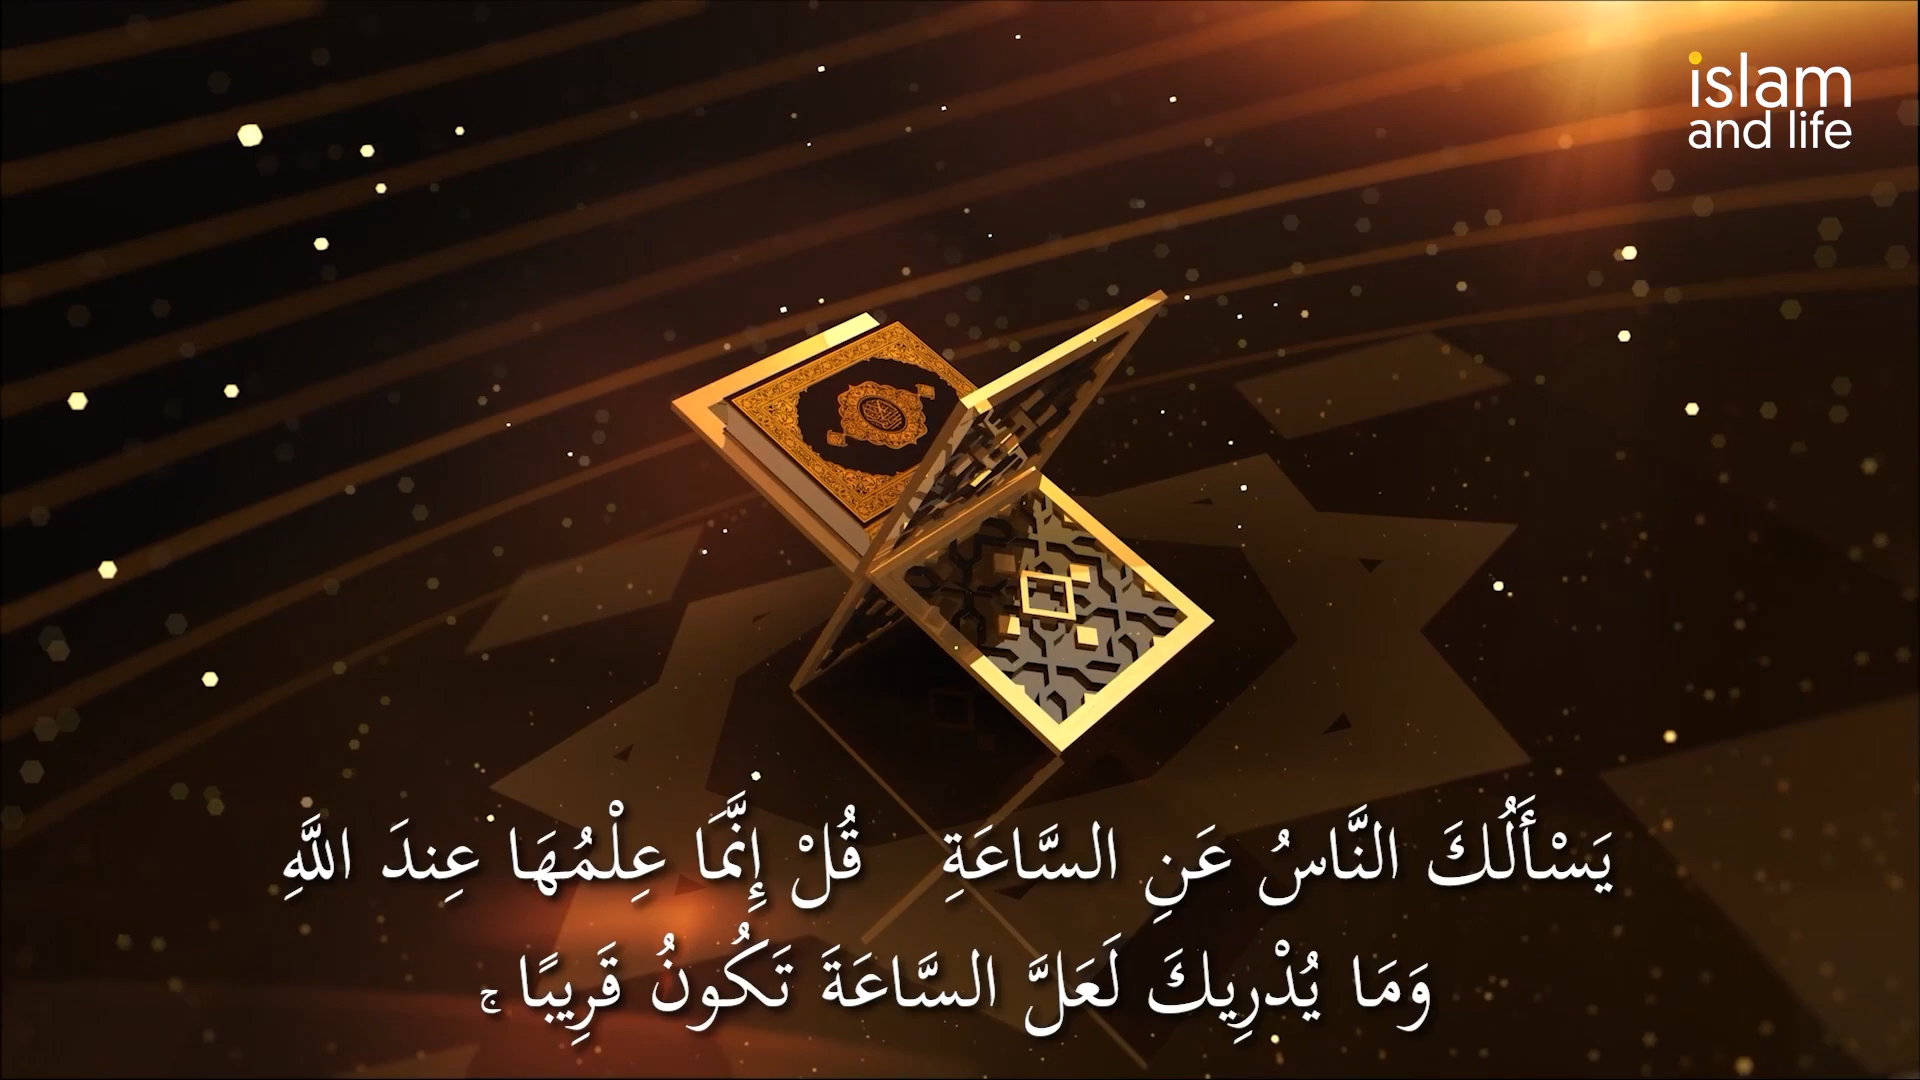 islam
and life
يَسْأَلُكَ النَّاسُ عَنِ السَّاعَةِ قُلْ إِنَّمَا عِلْمُهَا عِندَ اللَّهِ
وَمَا يُدْرِيكَ لَعَلَّ السَّاعَةَ تَكُونُ قَرِيبًا ج